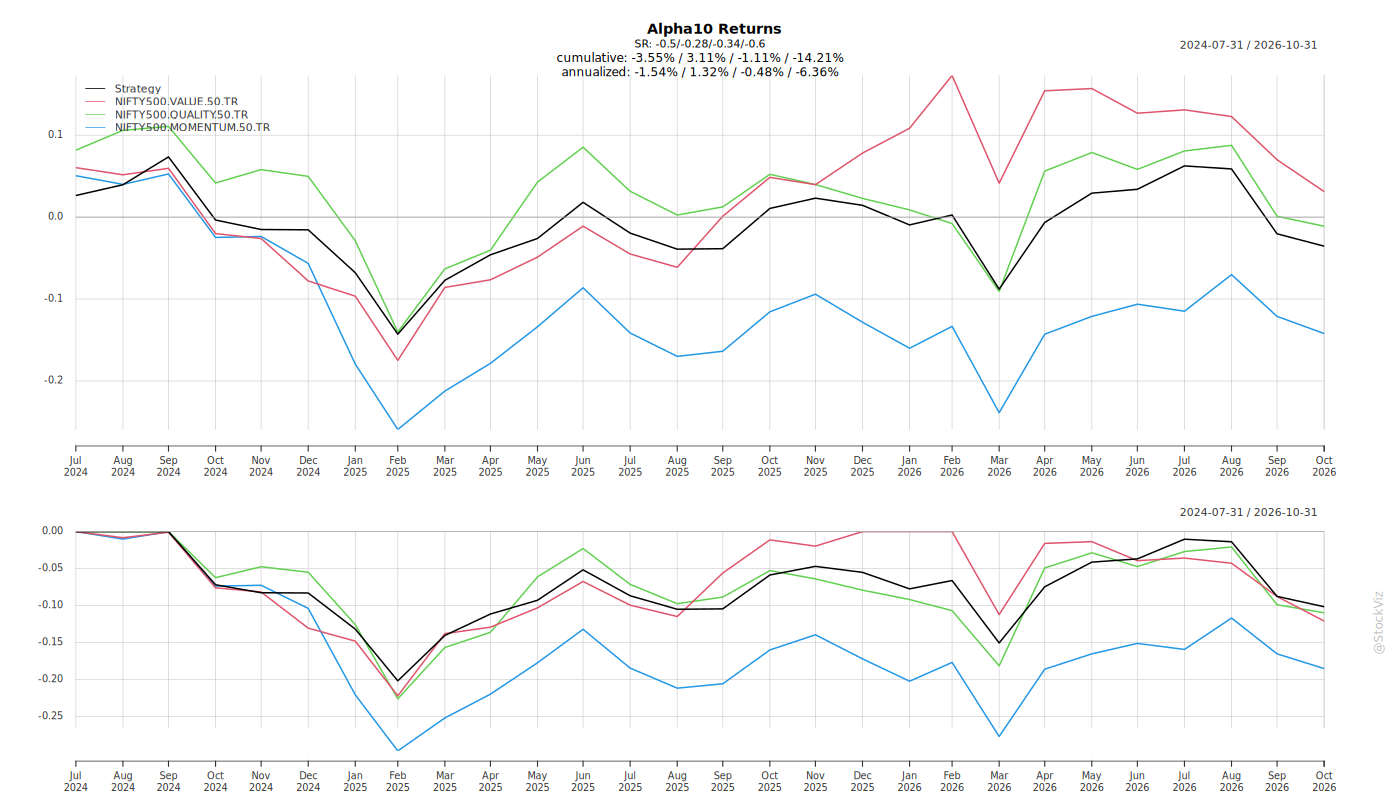 Alpha10 Returns
SR: -0.5/-0.28/-0.34/-0.6
cumulative: -3.55% / 3.11% / -1.11% / -14.21%
annualized: -1.54% / 1.32% / -0.48% / -6.36%
2024-07-31 / 2026-10-31
Strategy
NIFTY500.VALUE.50.TR
NIFTY500.QUALITY.50.TR
NIFTY500.MOMENTUM.50.TR
0.1
0.0
-0.1
-0.2
Jul Aug Sep Oct Nov Dec Jan Feb Mar Apr May Jun Jul Aug Sep Oct Nov Dec Jan Feb Mar Apr May Jun Jul Aug Sep Oct
2024 2024 2024 2024 2024 2024 2025 2025 2025 2025 2025 2025 2025 2025 2025 2025 2025 2025 2026 2026 2026 2026 2026 2026 2026 2026 2026 2026
2024-07-31 / 2026-10-31
0.00
-0.05
-0.10
-0.15
-0.20
-0.25
Jul Aug Sep Oct Nov Dec Jan Feb Mar Apr May Jun Jul Aug Sep Oct Nov Dec Jan Feb Mar Apr May Jun Jul Aug Sep Oct
2024 2024 2024 2024 2024 2024 2025 2025 2025 2025 2025 2025 2025 2025 2025 2025 2025 2025 2026 2026 2026 2026 2026 2026 2026 2026 2026 2026
@StockViz